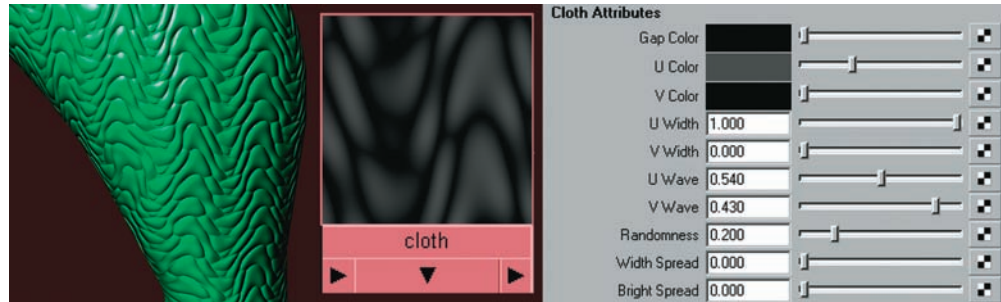 cloth
Cloth Attributes
Gap Color
U Color
V Color
U Width 1.000
V Width 0.000
U Wave 0.540
V Wave 0.430
Randomness 0.200
Width Spread 0.000
Bright Spread 0.000